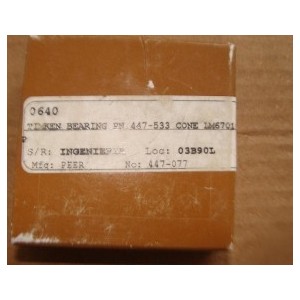 0640
TIMKEN BEARING PN 447-533 CONE LM6701
S/R: INGENIERIE Loc: 03B90L
Mfg: PEER No: 447-077